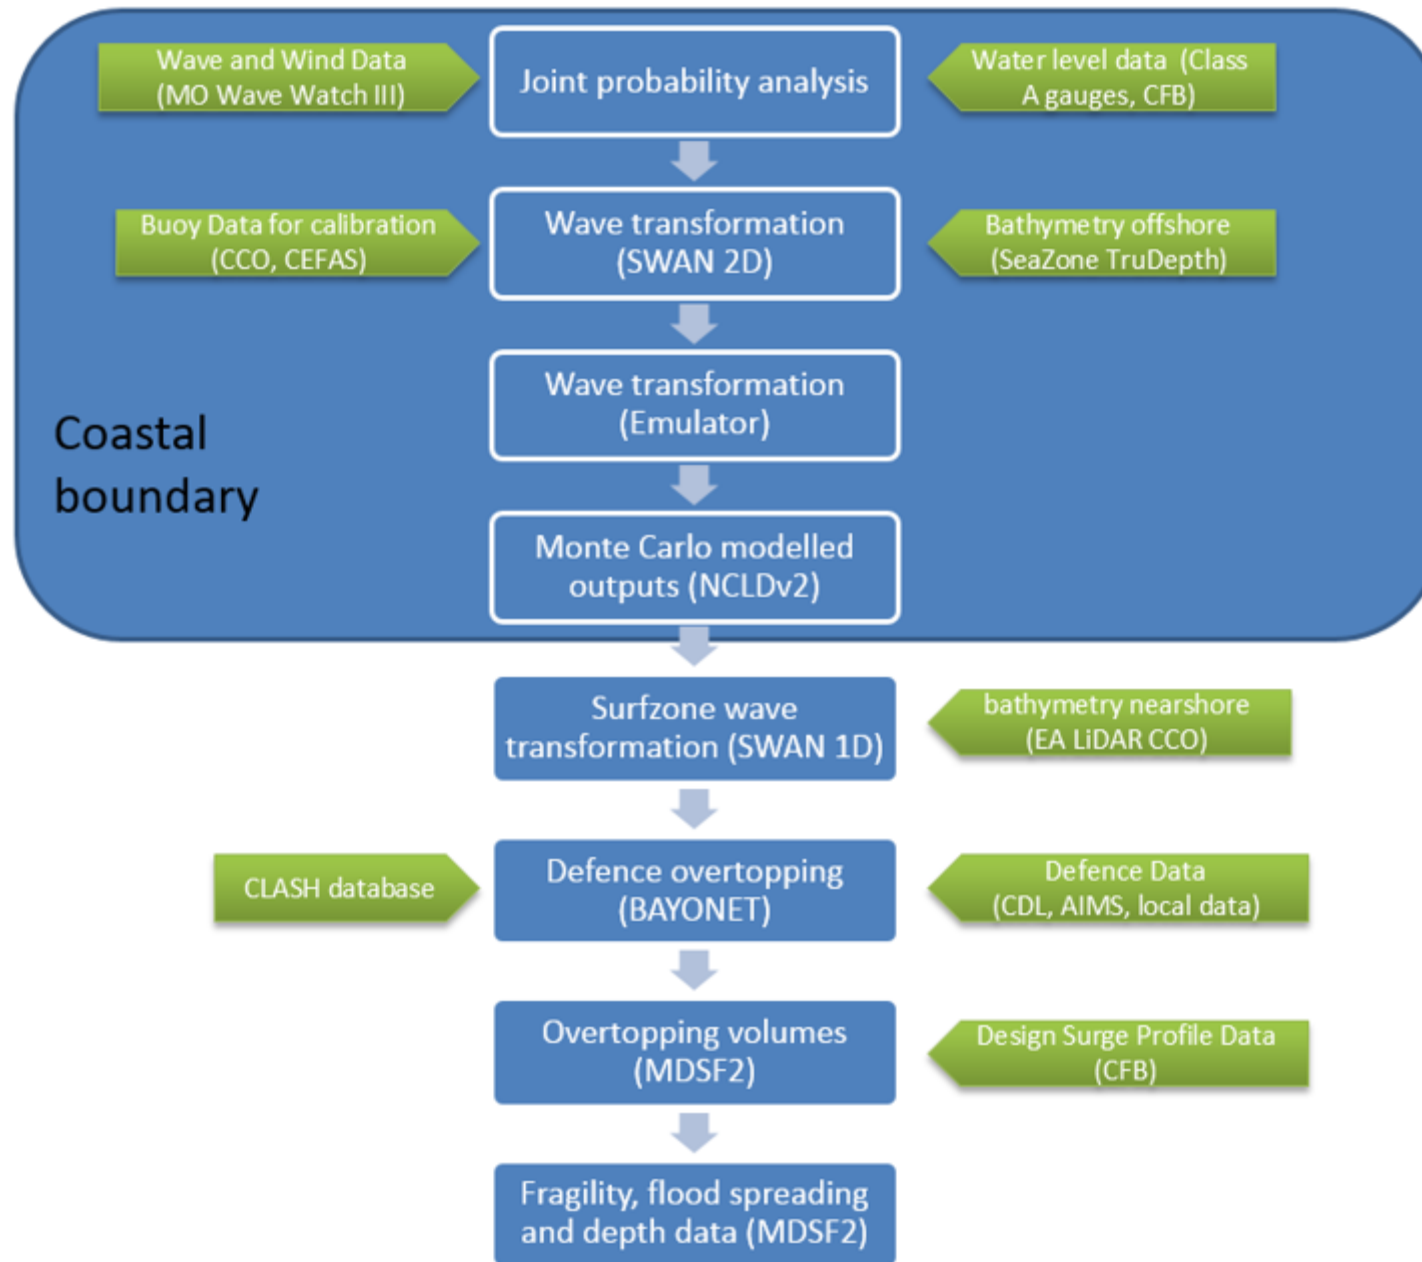 Wave and Wind Data
(MO Wave Watch III)
Joint probability analysis
Water level data (Class
A gauges, CFB)
Buoy Data for calibration
(CCO, CEFAS)
Wave transformation
(SWAN 2D)
Bathymetry offshore
(SeaZone TruDepth)
Wave transformation
(Emulator)
Coastal
boundary
Monte Carlo modelled
outputs (NCLDv2)
Surfzone wave
transformation (SWAN 1D)
bathymetry nearshore
(EA LiDAR CCO)
CLASH database
Defence overtopping
(BAYONET)
Defence Data
(CDL, AIMS, local data)
Overtopping volumes
(MDSF2)
Design Surge Profile Data
(CFB)
Fragility, flood spreading
and depth data (MDSF2)